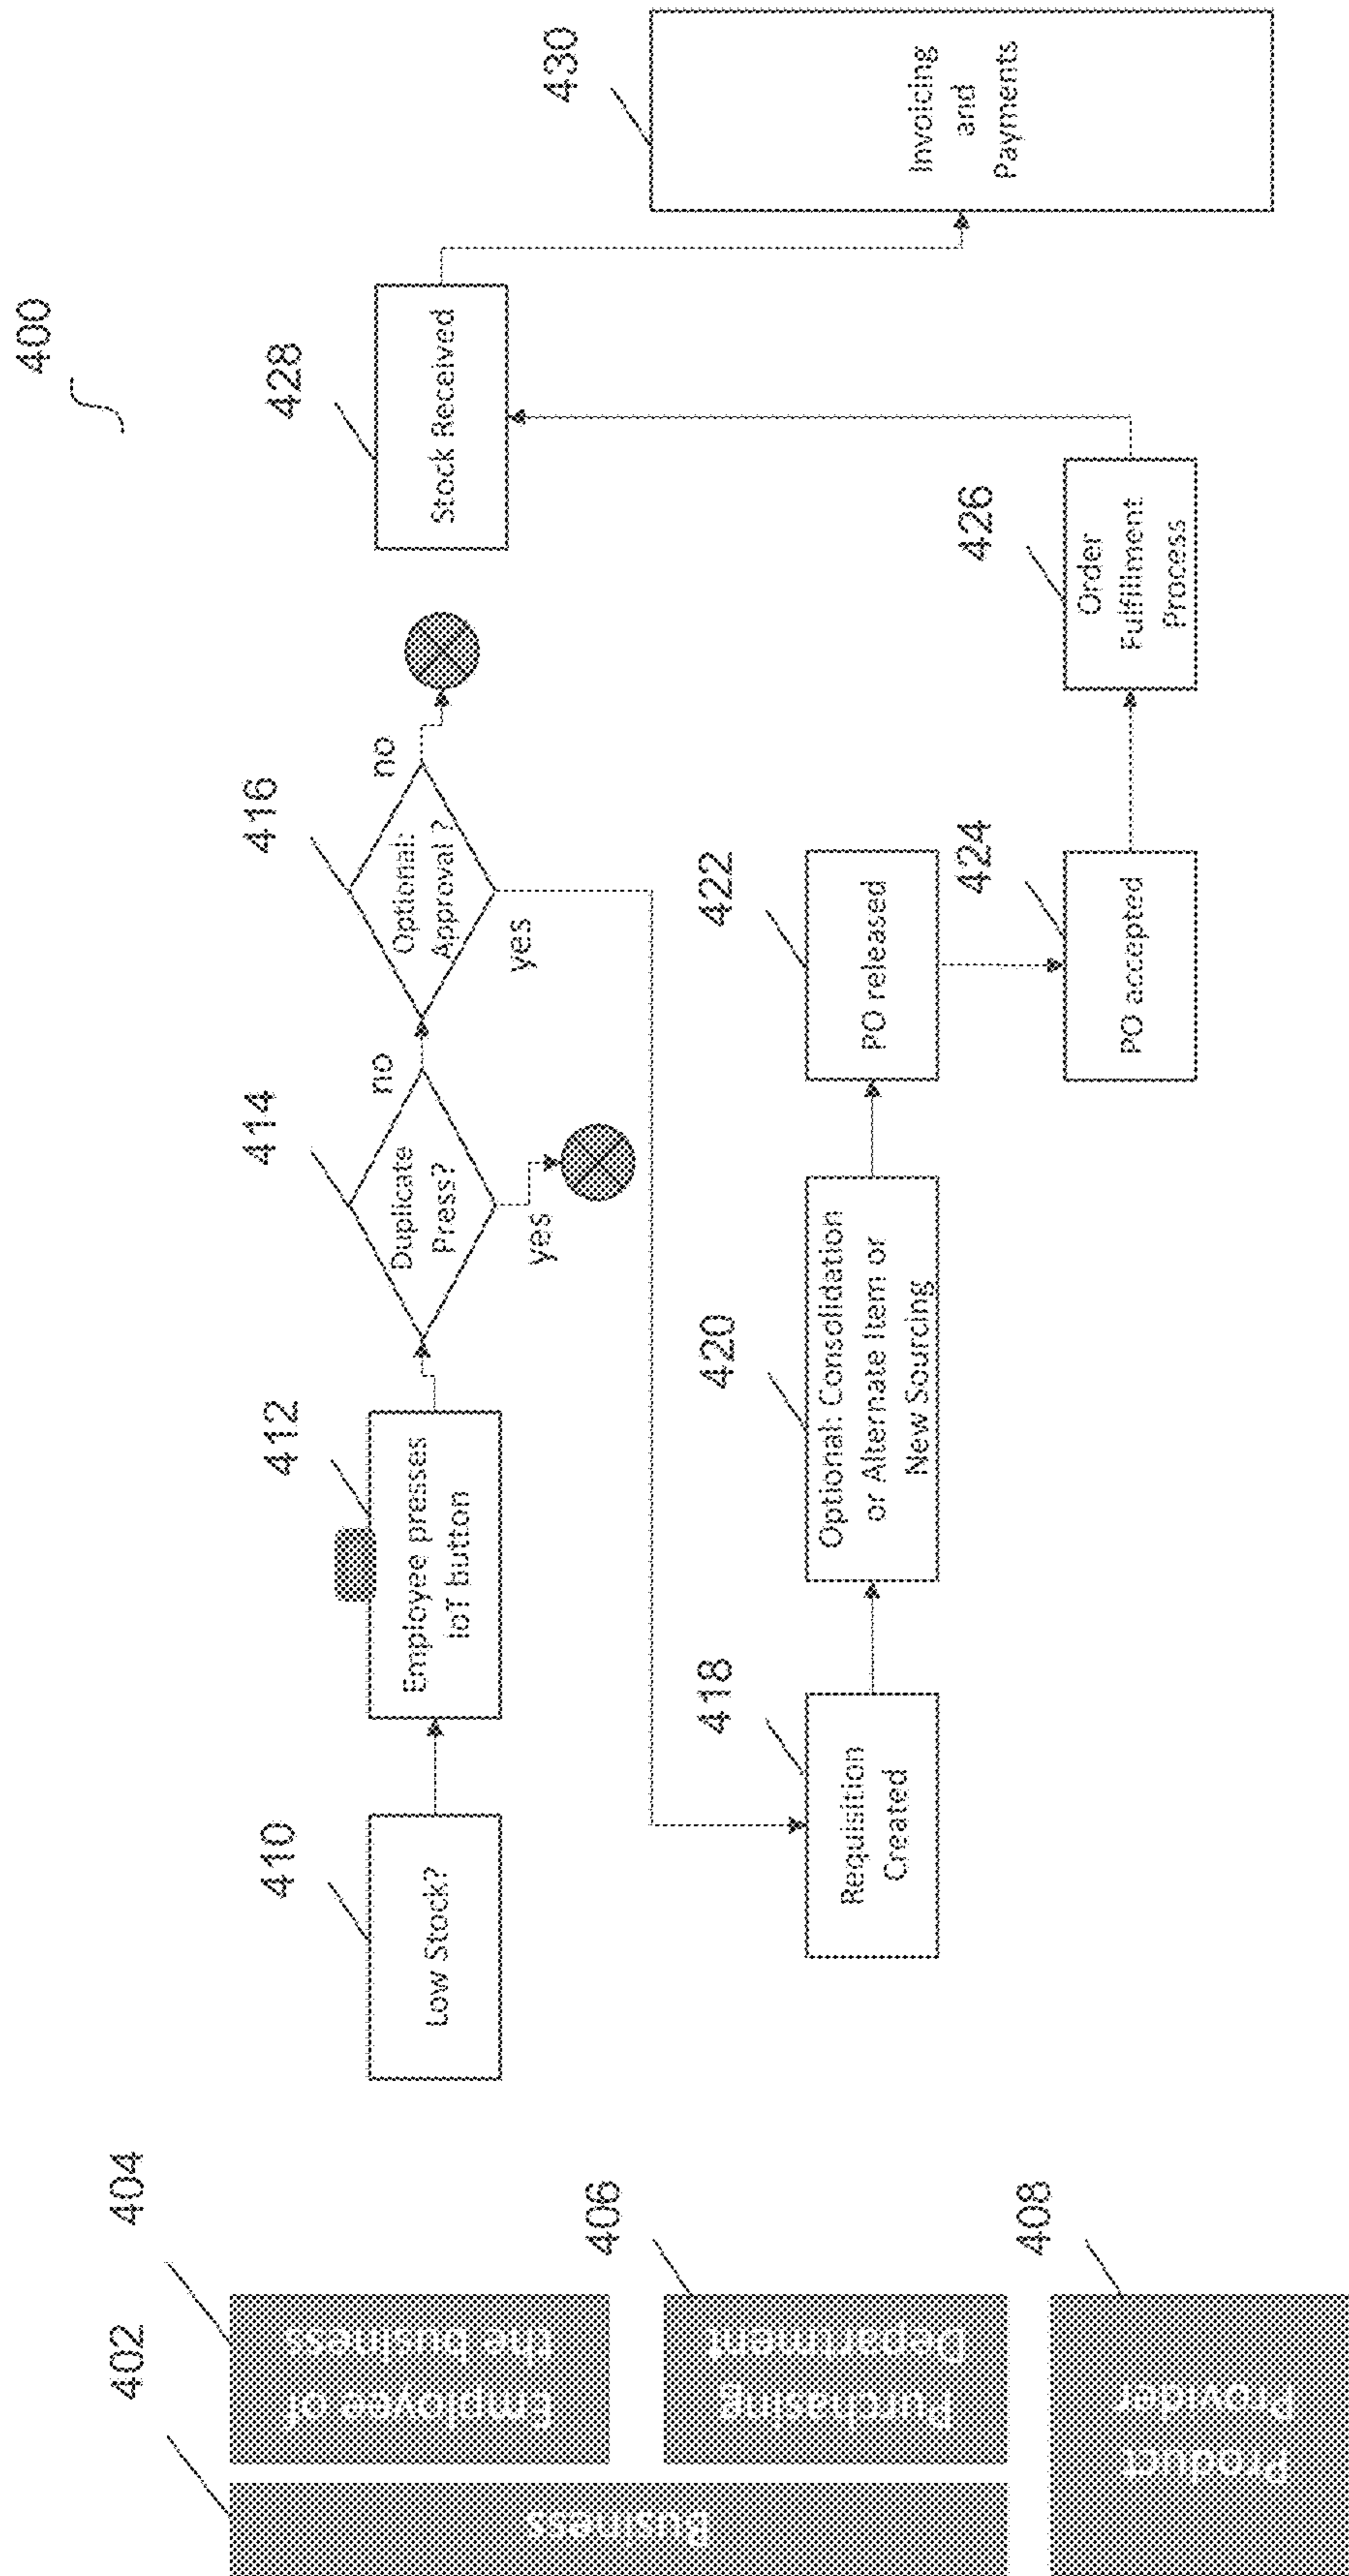 400
402
Business
404
Employee of
the business
406
Purchasing
Department
408
Product
Provider
410
Low Stock?
412
Employee presses
IoT button
414
Duplicate
Press?
yes
no
416
Optional:
Approval ?
yes
no
418
Requisition
Created
420
Optional: Consolidation
or Alternate Item or
New Sourcing
422
PO released
424
PO accepted
426
Order
Fulfillment
Process
428
Stock Received
430
Invoicing
and
Payments